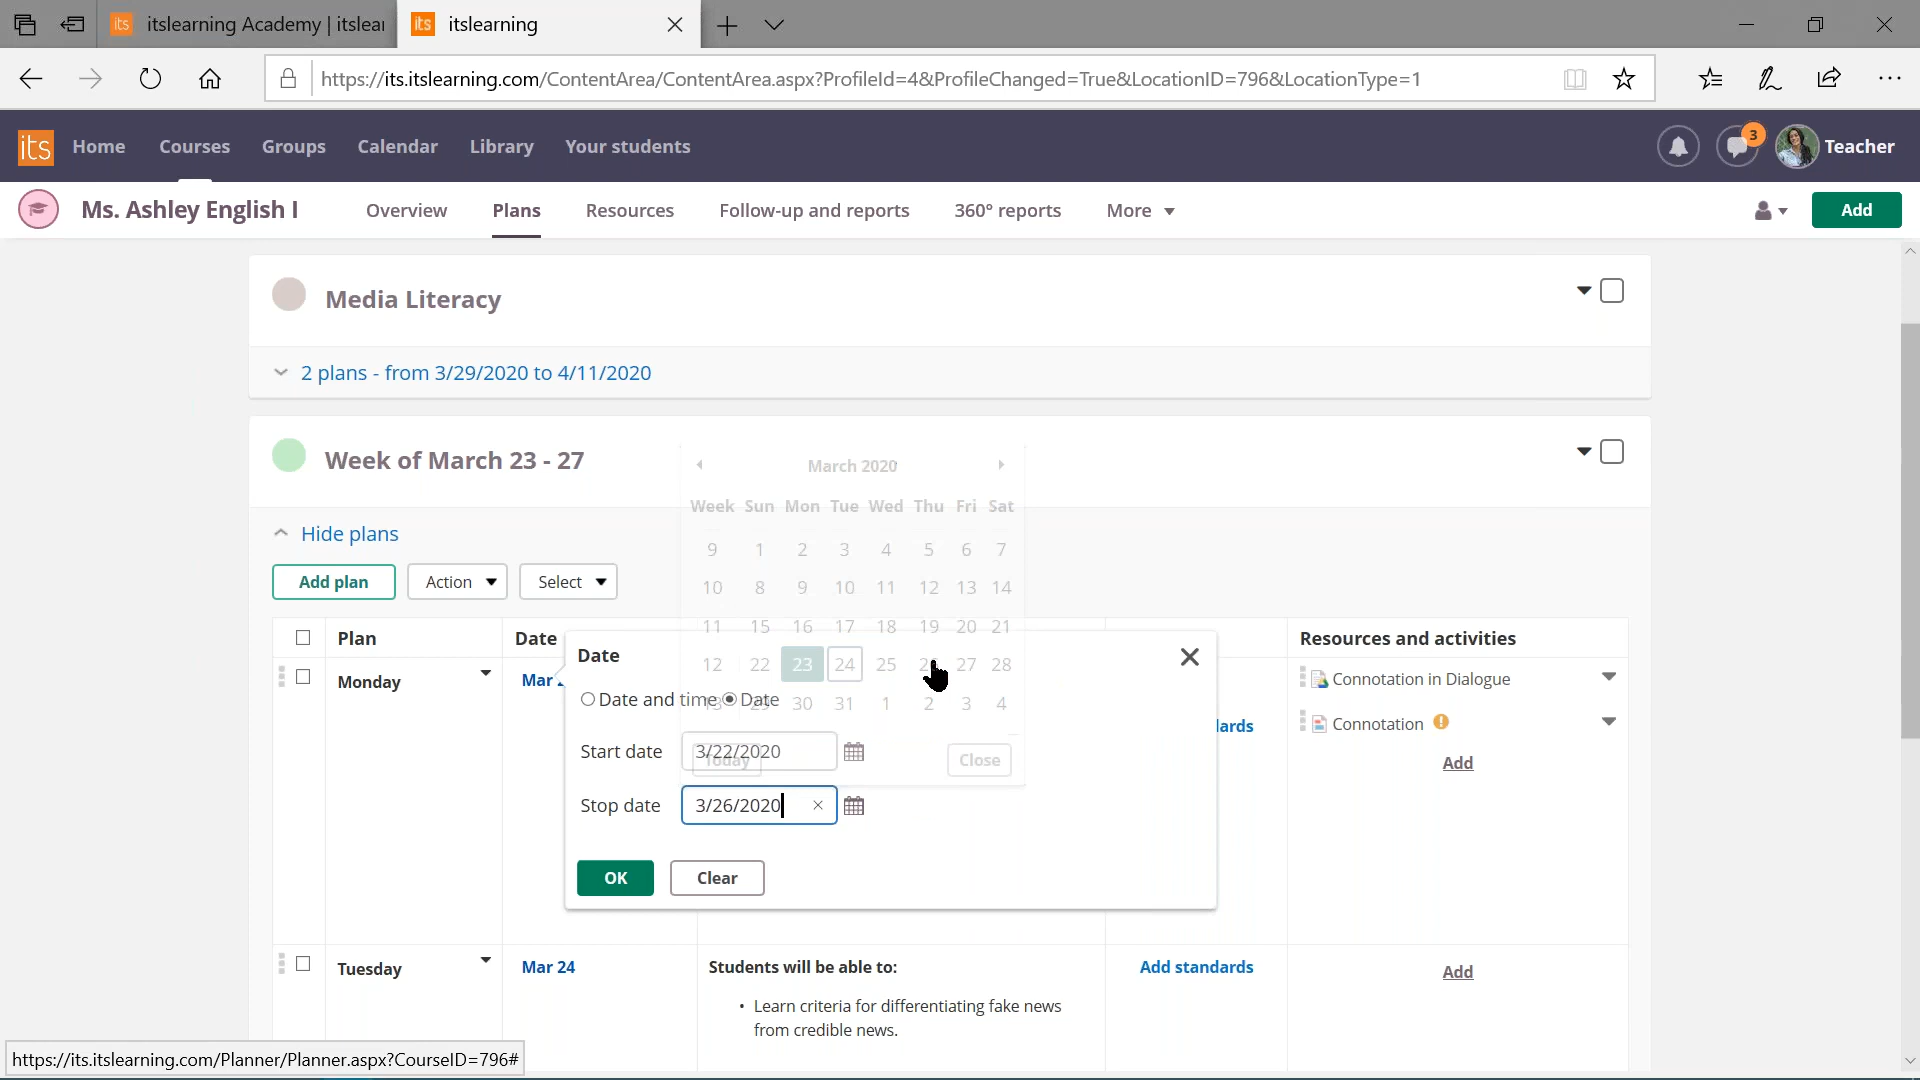 itslearning Academy | itslear
itslearning
https://its.itslearning.com/ContentArea/ContentArea.aspx?ProfileId=4&ProfileChanged=True&LocationID=796&LocationType=1
its Home Courses Groups Calendar Library Your students 3 Teacher
Ms. Ashley English I Overview Plans Resources Follow-up and reports 360° reports More Add
Media Literacy
2 plans - from 3/29/2020 to 4/11/2020
Week of March 23 - 27
March 2020
Week Sun Mon Tue Wed Thu Fri Sat
9 1 2 3 4 5 6 7
10 8 9 10 11 12 13 14
11 15 16 17 18 19 20 21
12 22 23 24 25 27 28
29 30 31 1 2 3 4
Today Close
Hide plans
Add plan Action Select
Plan Date Resources and activities
Monday Mar
Date
Date and time Date
Start date 3/22/2020
Stop date 3/26/2020
OK Clear
Connotation in Dialogue
Connotation
Add
Tuesday Mar 24 Students will be able to: Add standards Add
• Learn criteria for differentiating fake news
from credible news.
https://its.itslearning.com/Planner/Planner.aspx?CourseID=796#